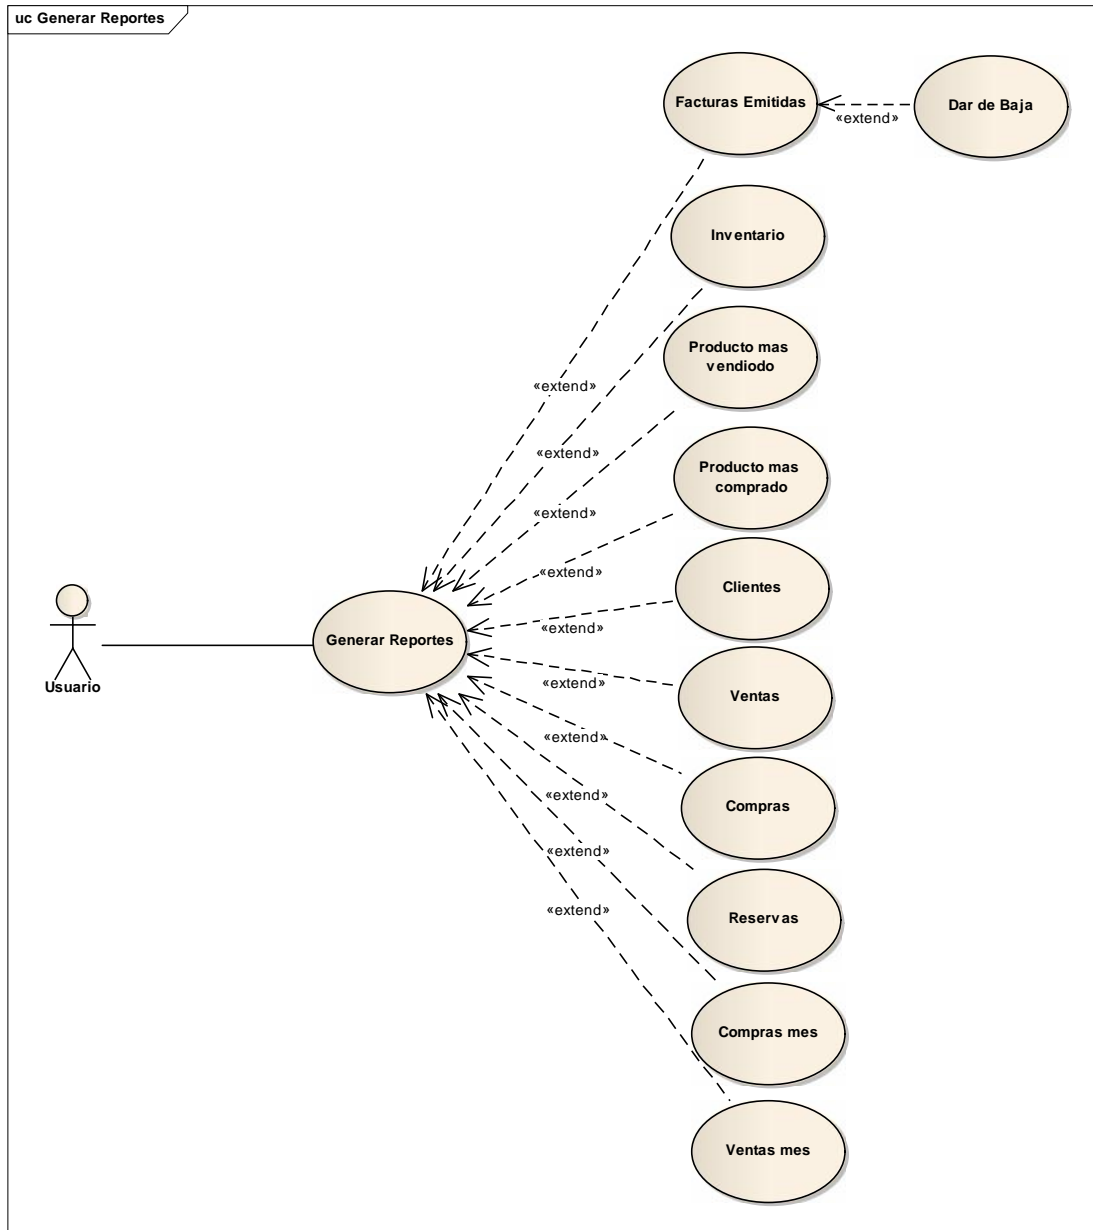 uc Generar Reportes
Facturas Emitidas
Dar de Baja
«extend»
Inventario
Producto mas
vendiodo
«extend»
«extend»
Producto mas
comprado
«extend»
«extend»
Clientes
«extend»
Generar Reportes
Usuario
«extend»
Ventas
«extend»
«extend»
Compras
«extend»
«extend»
Reservas
Compras mes
Ventas mes